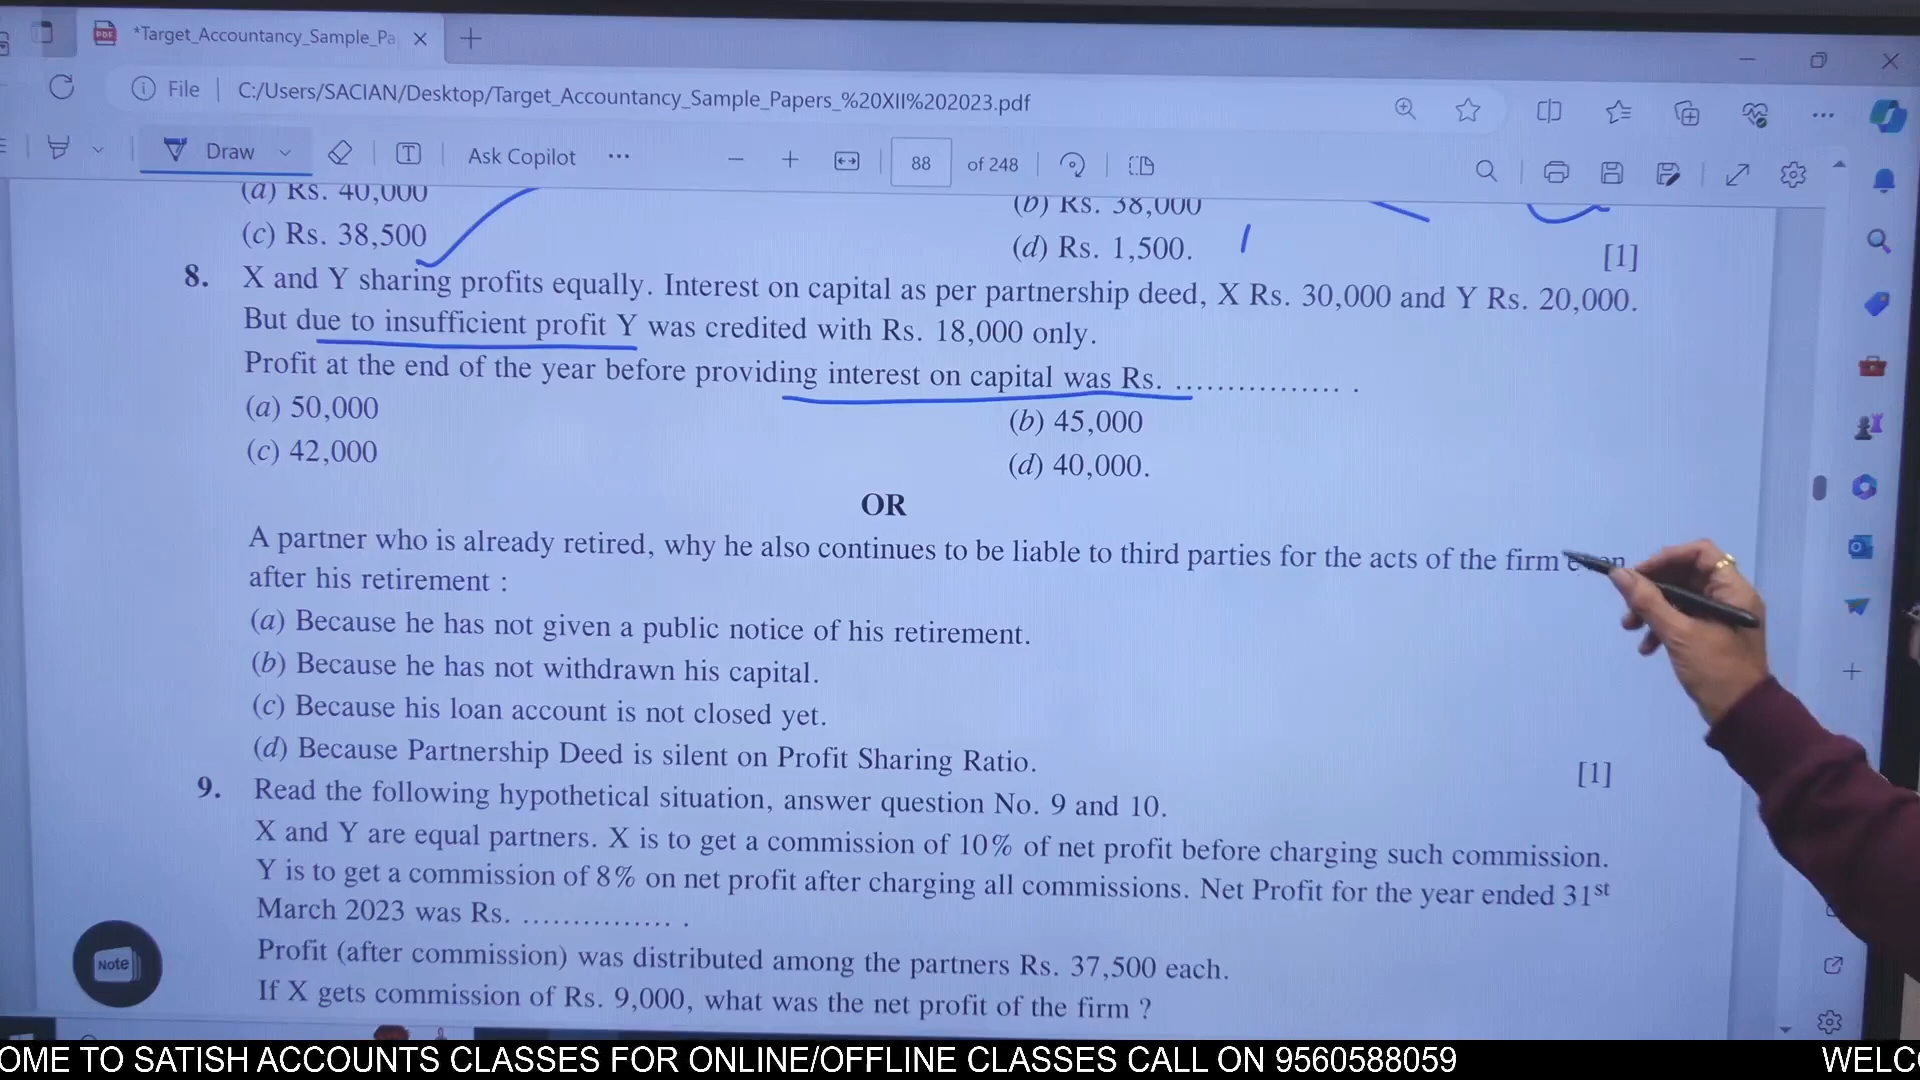 *Target_Accountancy_Sample_Pa
File C:/Users/SACIAN/Desktop/Target_Accountancy_Sample_Papers_%20XII%202023.pdf
Draw T Ask Copilot 88 of 248
(a) Rs. 40,000 (b) Rs. 38,000
(c) Rs. 38,500 (d) Rs. 1,500. [1]
8. X and Y sharing profits equally. Interest on capital as per partnership deed, X Rs. 30,000 and Y Rs. 20,000.
But due to insufficient profit Y was credited with Rs. 18,000 only.
Profit at the end of the year before providing interest on capital was Rs. ................ .
(a) 50,000 (b) 45,000
(c) 42,000 (d) 40,000.
OR
A partner who is already retired, why he also continues to be liable to third parties for the acts of the firm
after his retirement :
(a) Because he has not given a public notice of his retirement.
(b) Because he has not withdrawn his capital.
(c) Because his loan account is not closed yet.
(d) Because Partnership Deed is silent on Profit Sharing Ratio. [1]
9. Read the following hypothetical situation, answer question No. 9 and 10.
X and Y are equal partners. X is to get a commission of 10% of net profit before charging such commission.
Y is to get a commission of 8% on net profit after charging all commissions. Net Profit for the year ended 31st
March 2023 was Rs. ............... .
Profit (after commission) was distributed among the partners Rs. 37,500 each.
If X gets commission of Rs. 9,000, what was the net profit of the firm ?
Note
OME TO SATISH ACCOUNTS CLASSES FOR ONLINE/OFFLINE CLASSES CALL ON 9560588059 WELC